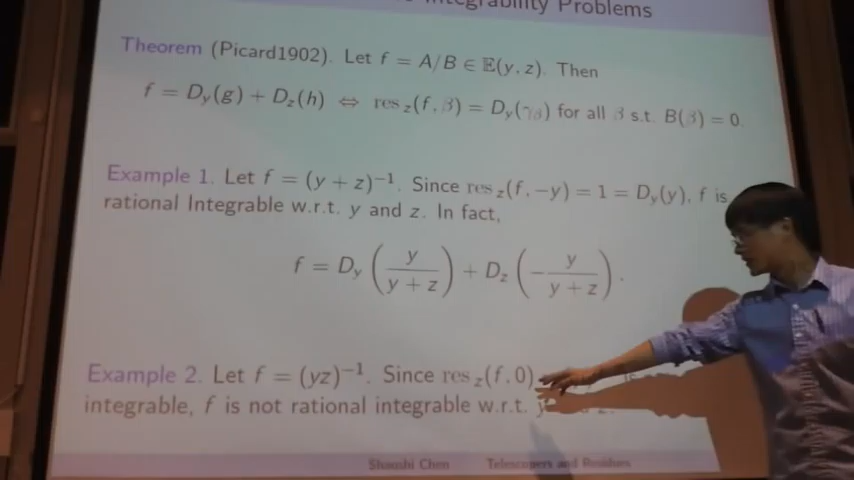 Integrability Problems
Theorem (Picard1902). Let f = A/B ∈ 𝔼(y, z). Then
f = D_y(g) + D_z(h) ⇔ res_z(f, β) = D_y(γ_β) for all β s.t. B(β) = 0.
Example 1. Let f = (y + z)^{-1}. Since res_z(f, −y) = 1 = D_y(y), f is
rational Integrable w.r.t. y and z. In fact,
f = D_y (y / (y + z)) + D_z (− y / (y + z)).
Example 2. Let f = (yz)^{-1}. Since res_z(f, 0)
integrable, f is not rational integrable w.r.t. y
Shaoshi Chen Telescopers and Residues